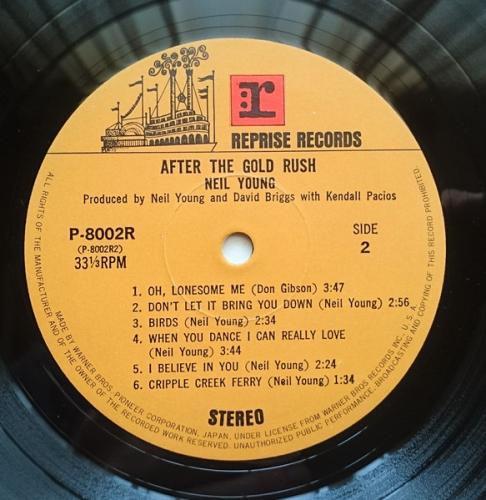 r
REPRISE RECORDS
AFTER THE GOLD RUSH
NEIL YOUNG
Produced by Neil Young and David Briggs with Kendall Pacios
P-8002R
(P-8002R2)
33⅓RPM
SIDE
2
1. OH, LONESOME ME (Don Gibson) 3:47
2. DON'T LET IT BRING YOU DOWN (Neil Young) 2:56
3. BIRDS (Neil Young) 2:34
4. WHEN YOU DANCE I CAN REALLY LOVE
(Neil Young) 3:44
5. I BELIEVE IN YOU (Neil Young) 2:24
6. CRIPPLE CREEK FERRY (Neil Young) 1:34
STEREO
MADE BY WARNER BROS. PIONEER CORPORATION, JAPAN, UNDER LICENSE FROM WARNER BROS RECORDS INC., U.S.A.
ALL RIGHTS OF THE MANUFACTURER AND OF THE OWNER OF THE RECORDED WORK RESERVED. UNAUTHORIZED PUBLIC PERFORMANCE-BROADCASTING AND COPYING OF THIS RECORD PROHIBITED.